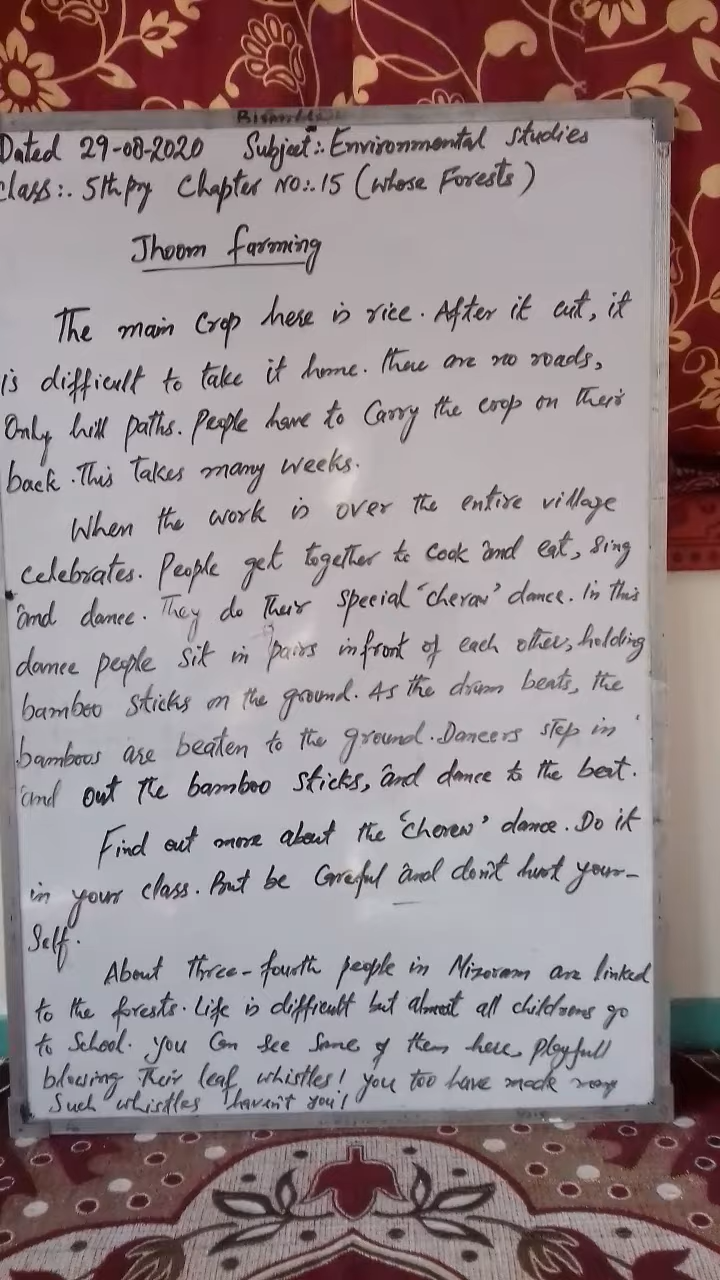 Bismillah
Dated 29-08-2020 Subject:. Environmental studies
Class:. 5th pry Chapter No:. 15 (Whose Forests)
Jhoom farming
The main Crop here is rice. After it cut, it
is difficult to take it home. there are no roads,
Only hill paths. People have to Carry the crop on their
back. This takes many weeks.
When the work is over the entire village
celebrates. People get together to cook and eat, sing
and dance. They do their special 'cheraw' dance. In this
dance people sit in pairs infront of each other, holding
bamboo sticks on the ground. As the drum beats, the
bamboos are beaten to the ground. Dancers step in
and out the bamboo sticks, and dance to the beat.
Find out more about the 'cherew' dance. Do it
in your class. But be Careful and don't hurt your-
Self.
About three-fourth people in Mizoram are linked
to the forests. Life is difficult but almost all childrens go
to School. you Can See Some of them here, playfull
blowing their leaf whistles! you too have made many
Such whistles haven't you!